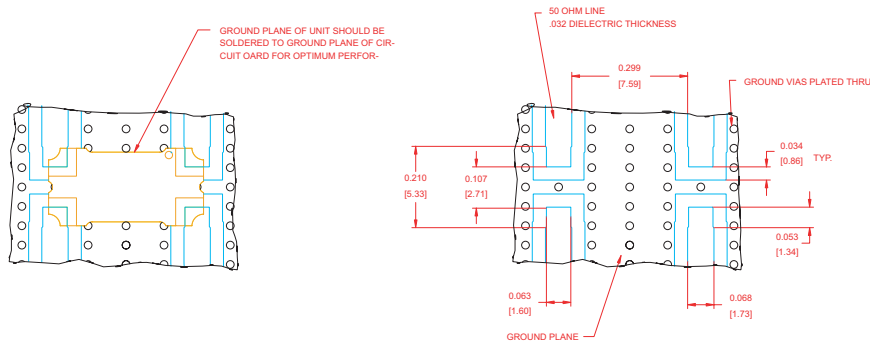 GROUND PLANE OF UNIT SHOULD BE
SOLDERED TO GROUND PLANE OF CIR-
CUIT OARD FOR OPTIMUM PERFOR-
50 OHM LINE
.032 DIELECTRIC THICKNESS
0.299
[7.59]
GROUND VIAS PLATED THRU
0.034
[0.86]
TYP.
0.210
[5.33]
0.107
[2.71]
0.053
[1.34]
0.063
[1.60]
0.068
[1.73]
GROUND PLANE